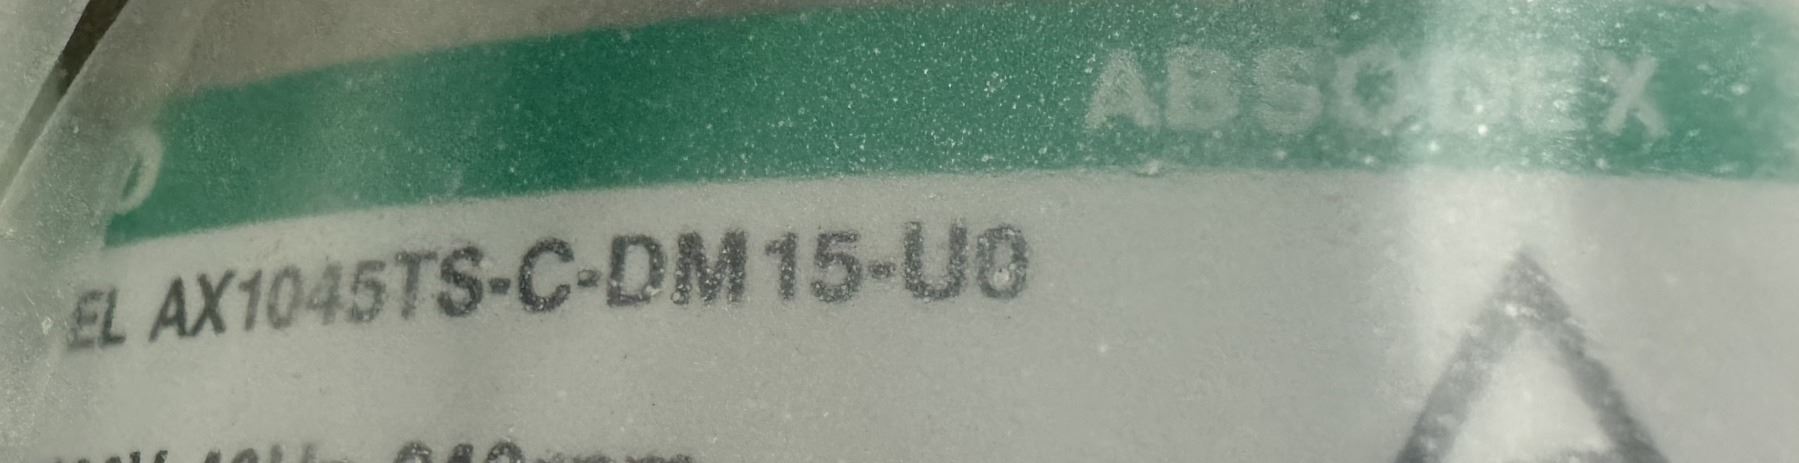 ABSODEX
EL AX1045TS-C-DM15-U0